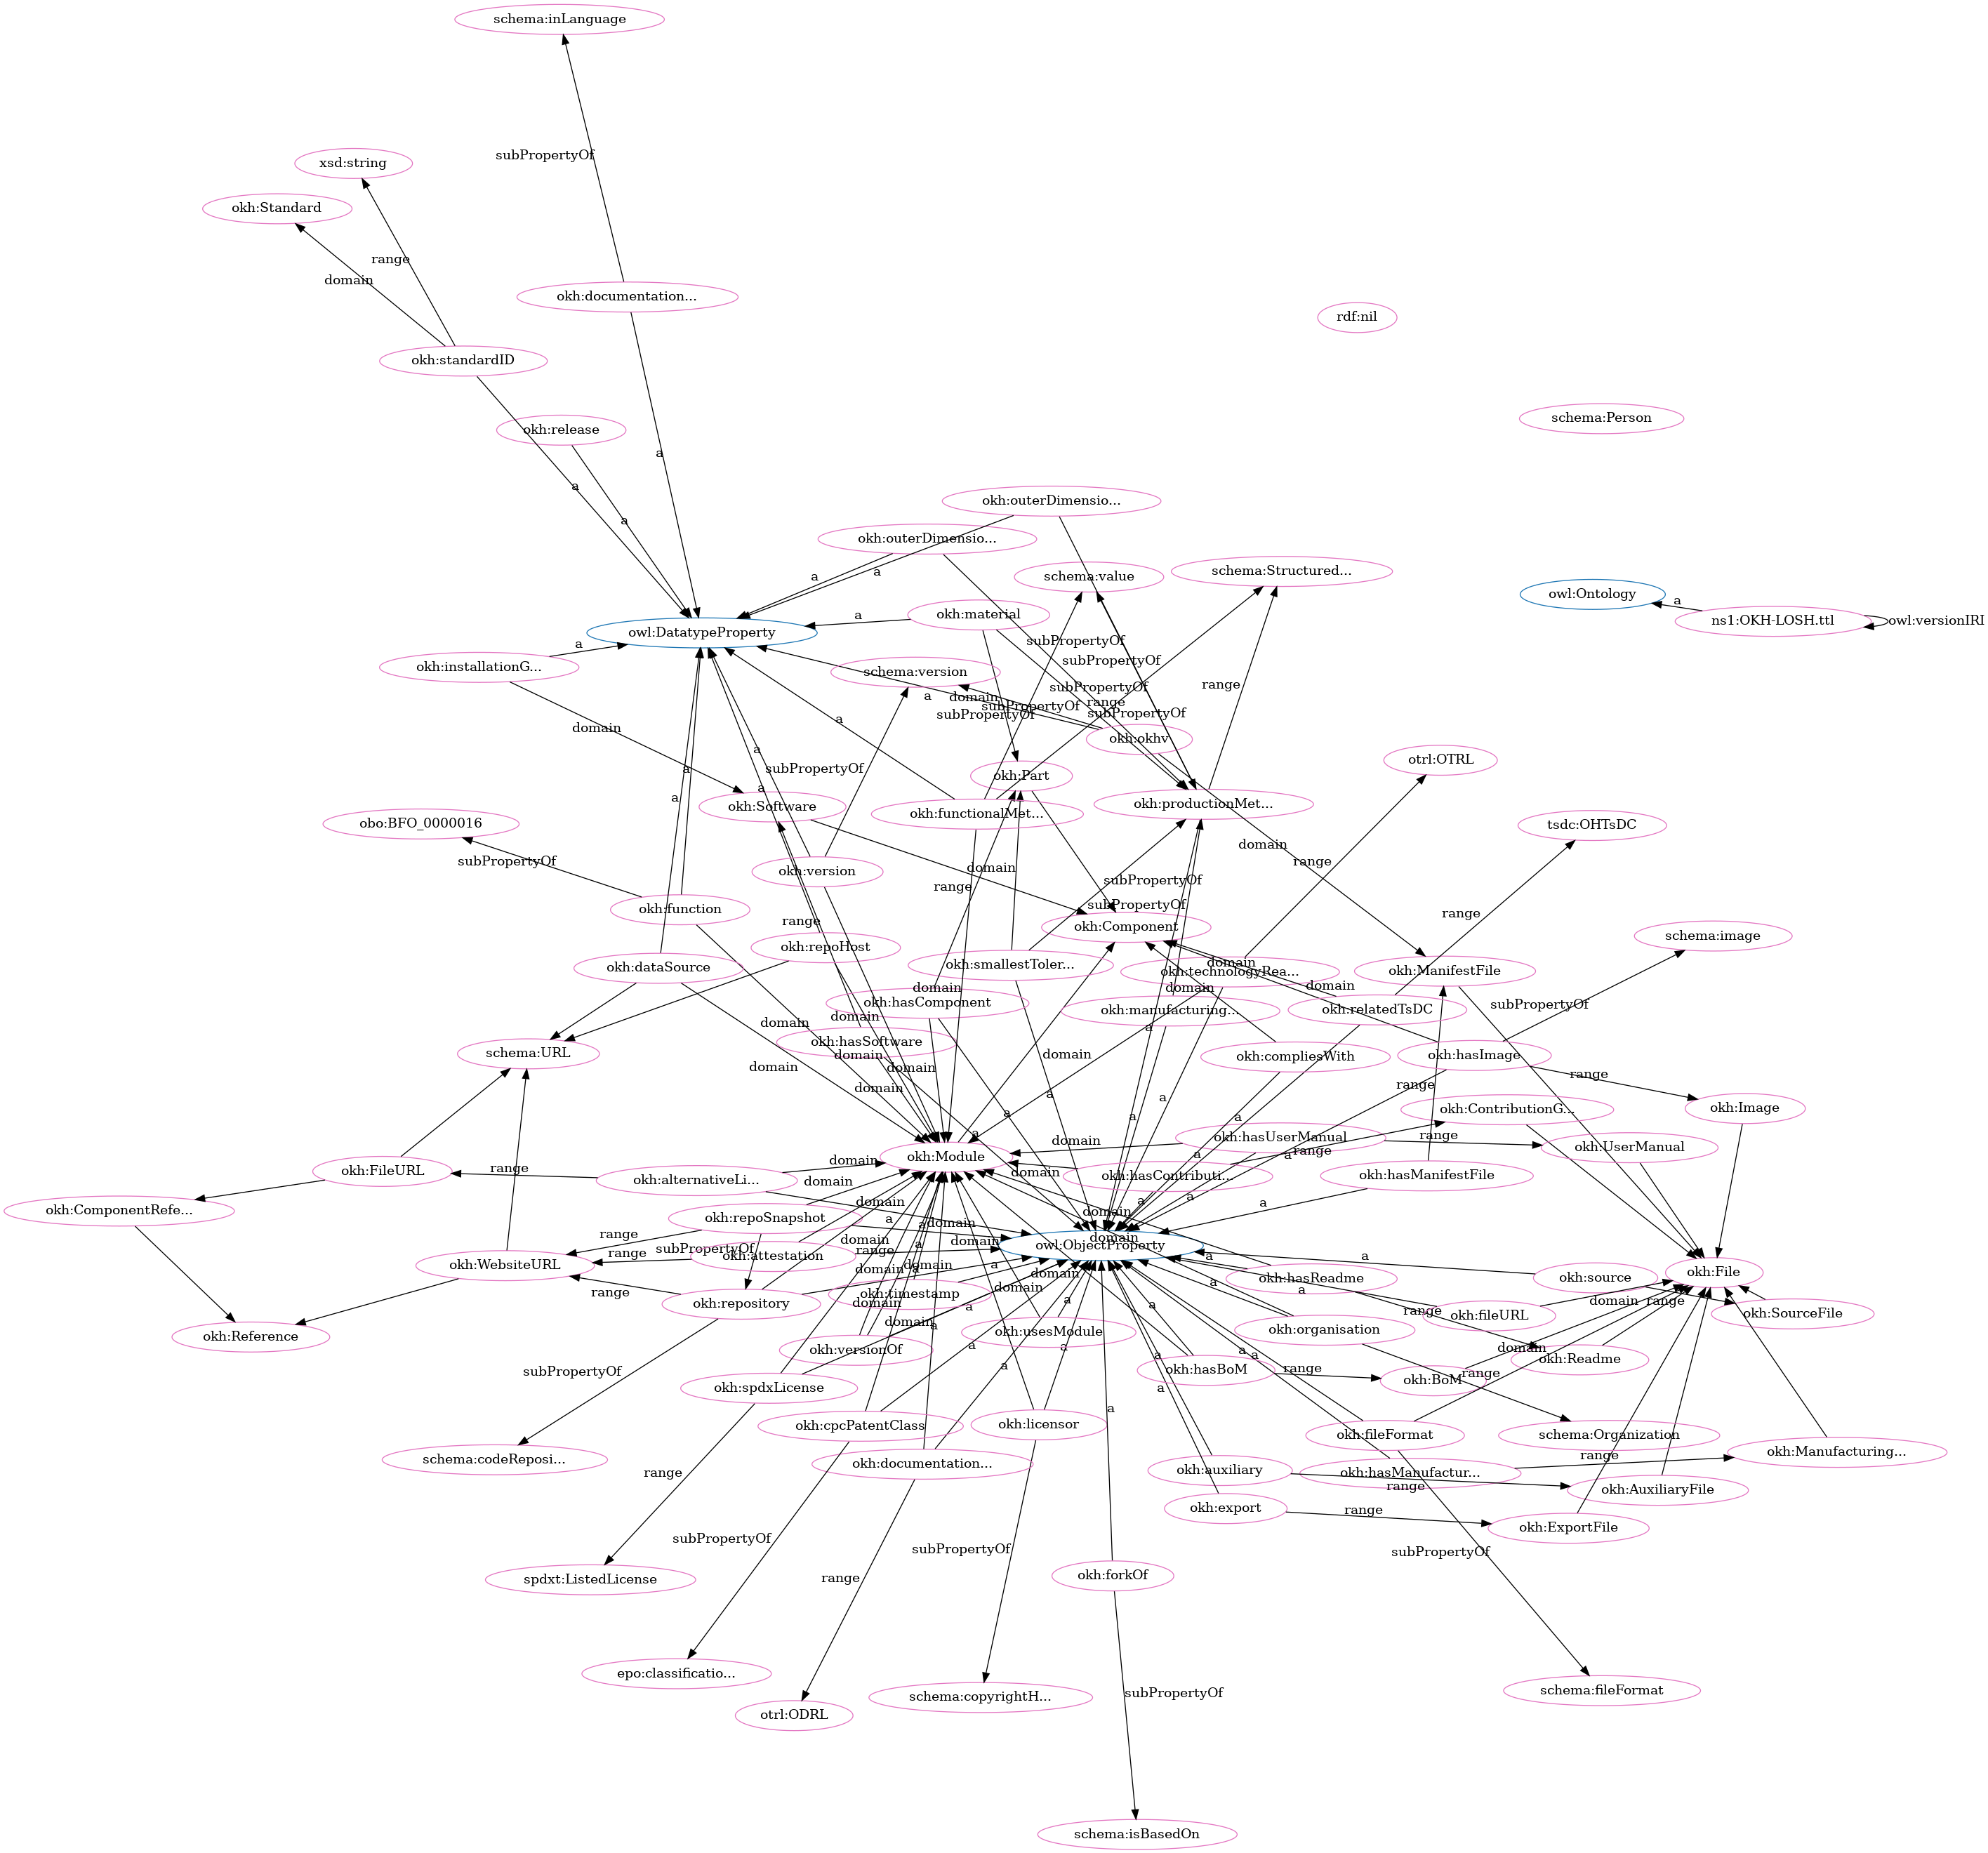 schema:inLanguage
subPropertyOf
xsd:string
okh:Standard
range
domain
okh:documentation...
rdf:nil
okh:standardID
schema:Person
okh:release
a
a
a
okh:outerDimensio...
okh:outerDimensio...
a
a
schema:value
schema:Structured...
owl:Ontology
a
ns1:OKH-LOSH.ttl
owl:versionIRI
okh:material
a
owl:DatatypeProperty
subPropertyOf
subPropertyOf
okh:installationG...
a
schema:version
subPropertyOf
range
a
domain
subPropertyOf
subPropertyOf
subPropertyOf
range
domain
a
okh:okhv
a
subPropertyOf
a
okh:Part
otrl:OTRL
a
a
okh:Software
okh:functionalMet...
okh:productionMet...
obo:BFO_0000016
tsdc:OHTsDC
subPropertyOf
domain
domain
range
okh:version
range
subPropertyOf
okh:function
subPropertyOf
range
range
okh:Component
schema:image
okh:repoHost
okh:dataSource
okh:smallestToler...
okh:technologyRea...
okh:ManifestFile
domain
domain
domain
domain
okh:hasComponent
okh:manufacturing...
okh:relatedTsDC
subPropertyOf
domain
domain
okh:hasSoftware
a
schema:URL
domain
domain
domain
domain
okh:compliesWith
okh:hasImage
domain
range
range
a
a
okh:ContributionG...
okh:Image
a
a
a
a
domain
okh:hasUserManual
range
okh:UserManual
okh:Module
range
a
a
okh:FileURL
range
okh:alternativeLi...
domain
domain
okh:hasContributi...
okh:hasManifestFile
domain
okh:ComponentRefe...
domain
a
a
a
okh:repoSnapshot
domain
domain
range
a
a
domain
domain
domain
owl:ObjectProperty
range
subPropertyOf
okh:attestation
range
a
a
okh:WebsiteURL
domain
domain
domain
a
a
okh:hasReadme
okh:source
okh:File
range
okh:timestamp
domain
a
okh:repository
domain
a
a
a
range
domain
range
okh:fileURL
okh:SourceFile
okh:Reference
domain
a
okh:usesModule
okh:organisation
okh:versionOf
a
a
a
a
domain
okh:Readme
subPropertyOf
a
okh:hasBoM
range
okh:BoM
range
okh:spdxLicense
a
okh:cpcPatentClass
okh:licensor
a
okh:fileFormat
schema:Organization
schema:codeReposi...
okh:documentation...
okh:auxiliary
okh:hasManufactur...
range
okh:Manufacturing...
range
range
okh:AuxiliaryFile
okh:export
range
okh:ExportFile
subPropertyOf
subPropertyOf
subPropertyOf
spdxt:ListedLicense
range
okh:forkOf
epo:classificatio...
schema:copyrightH...
subPropertyOf
schema:fileFormat
otrl:ODRL
schema:isBasedOn